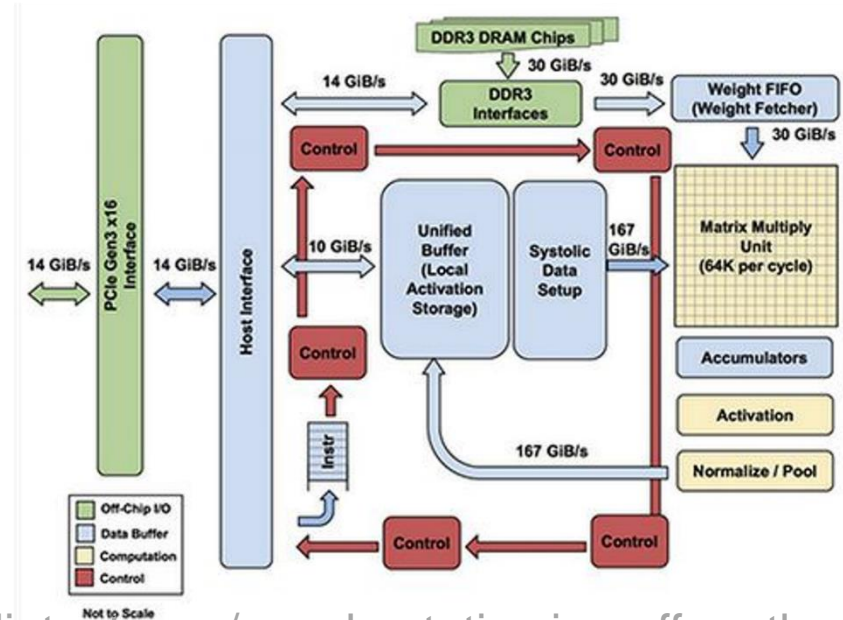 DDR3 DRAM Chips
30 GiB/s
14 GiB/s
DDR3
Interfaces
30 GiB/s
Weight FIFO
(Weight Fetcher)
30 GiB/s
Control
Control
PCIe Gen3 x16
Interface
Host Interface
14 GiB/s
14 GiB/s
10 GiB/s
Unified
Buffer
(Local
Activation
Storage)
Systolic
Data
Setup
167
GiB/s
Matrix Multiply
Unit
(64K per cycle)
Control
Accumulators
Activation
Instr
167 GiB/s
Normalize / Pool
Off-Chip I/O
Data Buffer
Computation
Control
Control
Control
Not to Scale